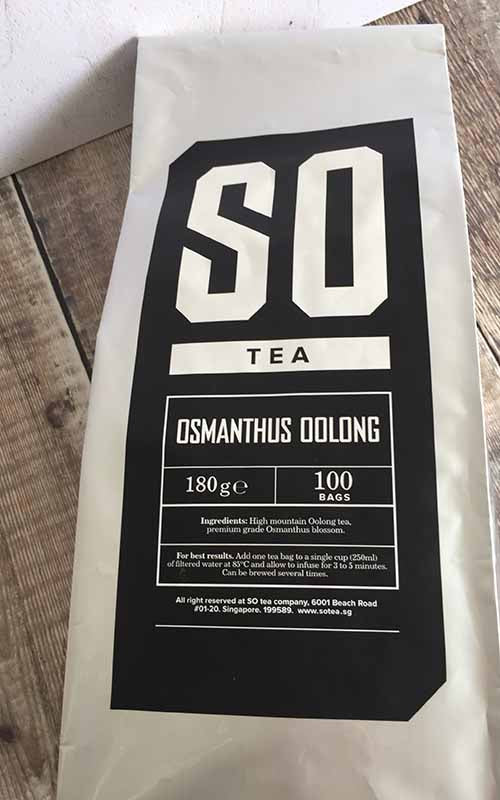 SO
TEA
OSMANTHUS OOLONG
180g℮
100
BAGS
Ingredients: High mountain Oolong tea,
premium grade Osmanthus blossom.
For best results. Add one tea bag to a single cup (250ml)
of filtered water at 85°C and allow to infuse for 3 to 5 minutes.
Can be brewed several times.
All right reserved at SO tea company, 6001 Beach Road
#01-20. Singapore. 199589. www.sotea.sg